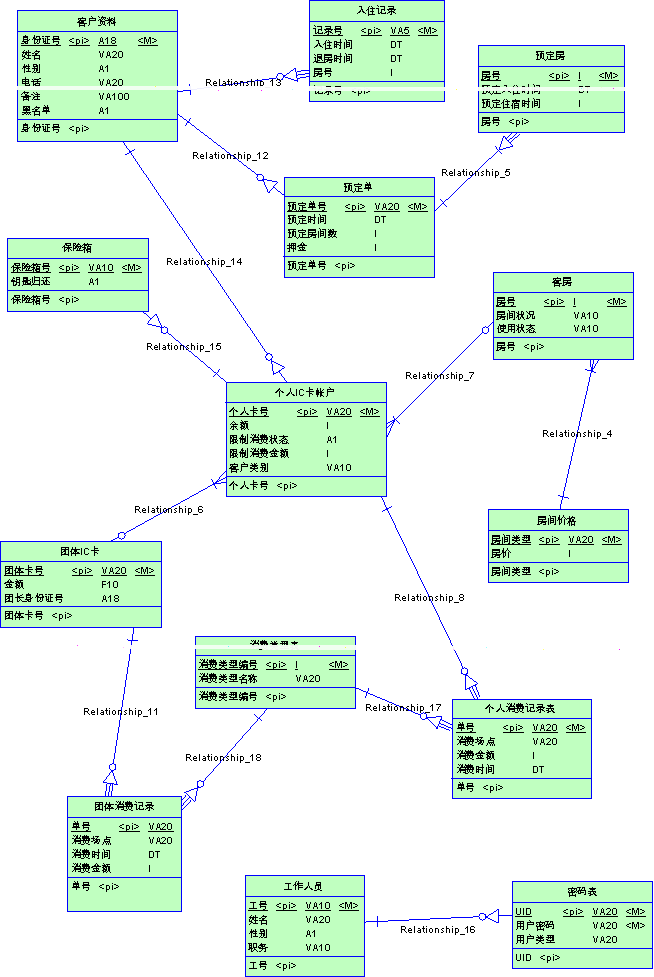 客户资料
身份证号 <pi> A18 <M>
姓名 VA20
性别 A1
电话 VA20
备注 VA100
黑名单 A1
身份证号 <pi>
入住记录
记录号 <pi> VA5 <M>
入住时间 DT
退房时间 DT
房号 I
记录号 <pi>
Relationship_13
预定房
房号 <pi> I <M>
预定入住时间 DT
预定住宿时间 I
房号 <pi>
Relationship_12
Relationship_5
预定单
预定单号 <pi> VA20 <M>
预定时间 DT
预定房间数 I
押金 I
预定单号 <pi>
Relationship_14
保险箱
保险箱号 <pi> VA10 <M>
钥匙归还 A1
保险箱号 <pi>
Relationship_15
客房
房号 <pi> I <M>
房间状况 VA10
使用状态 VA10
房号 <pi>
Relationship_7
Relationship_4
个人IC卡帐户
个人卡号 <pi> VA20 <M>
余额 I
限制消费状态 A1
限制消费金额 I
客户类别 VA10
个人卡号 <pi>
Relationship_6
房间价格
房间类型 <pi> VA20 <M>
房价 I
房间类型 <pi>
团体IC卡
团体卡号 <pi> VA20 <M>
金额 F10
团长身份证号 A18
团体卡号 <pi>
Relationship_8
消费类型表
消费类型编号 <pi> I <M>
消费类型名称 VA20
消费类型编号 <pi>
Relationship_11
Relationship_17
Relationship_18
个人消费记录表
单号 <pi> VA20 <M>
消费场点 VA20
消费金额 I
消费时间 DT
单号 <pi>
团体消费记录
单号 <pi> VA20
消费场点 VA20
消费时间 DT
消费金额 I
单号 <pi>
工作人员
工号 <pi> VA10 <M>
姓名 VA20
性别 A1
职务 VA10
工号 <pi>
Relationship_16
密码表
UID <pi> VA20 <M>
用户密码 VA20 <M>
用户类型 VA20
UID <pi>